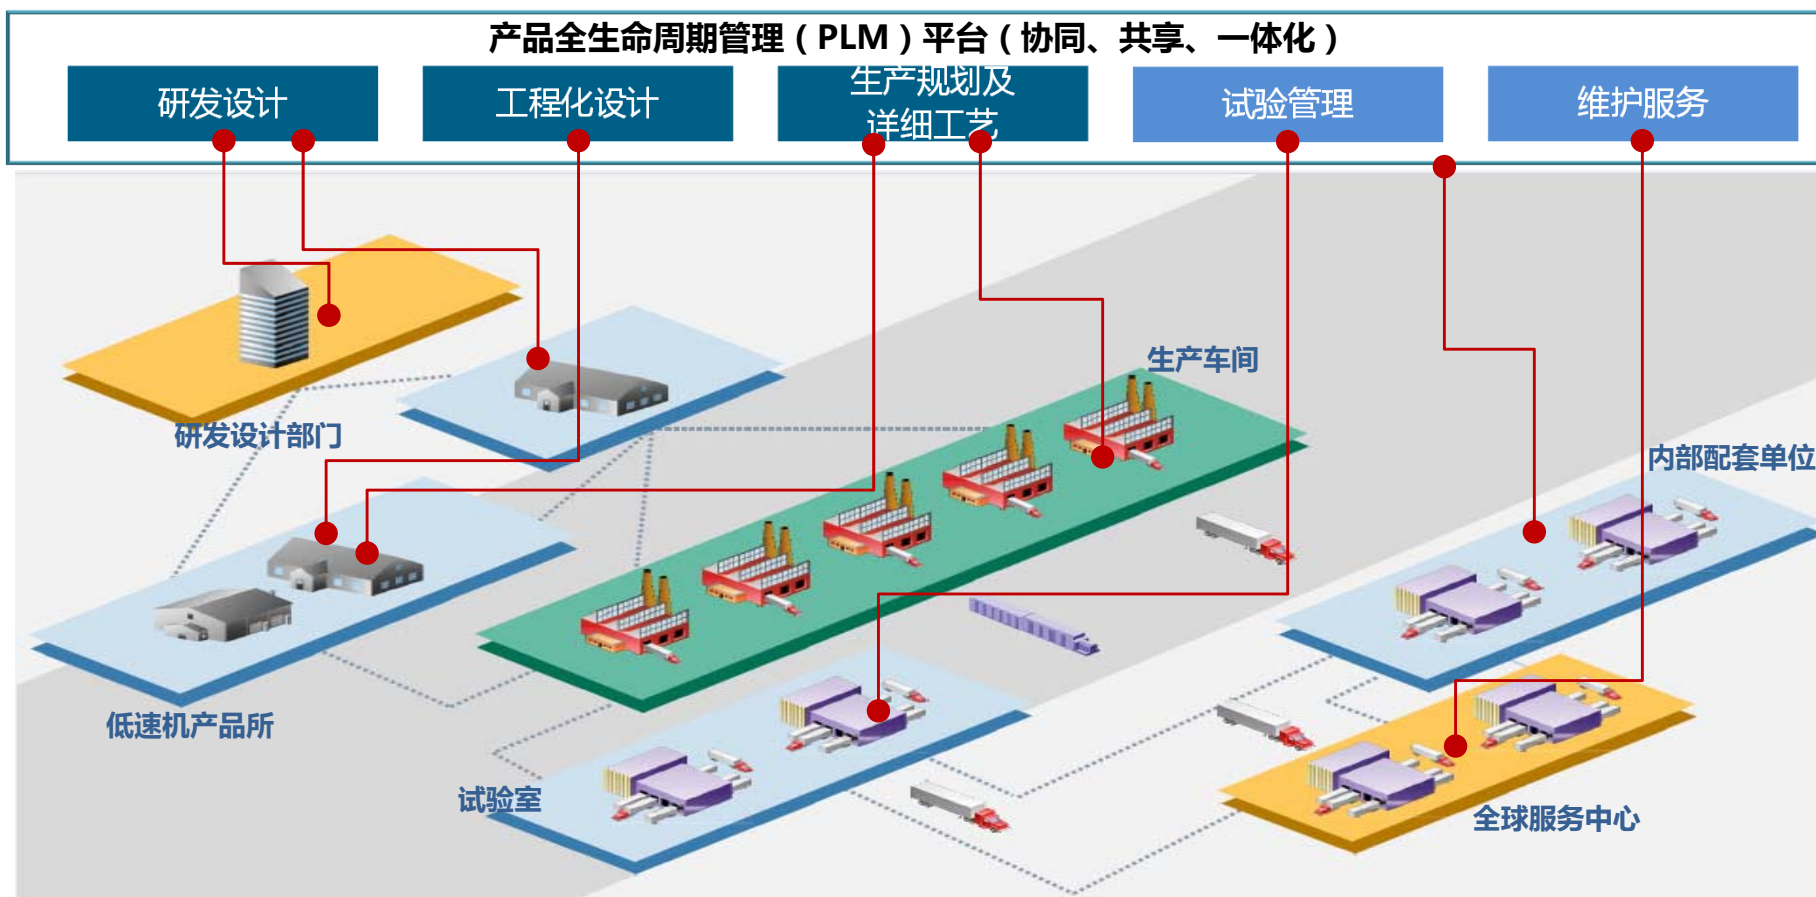 产品全生命周期管理（PLM）平台（协同、共享、一体化）
研发设计
工程化设计
生产规划及
详细工艺
试验管理
维护服务
生产车间
研发设计部门
内部配套单位
低速机产品所
试验室
全球服务中心